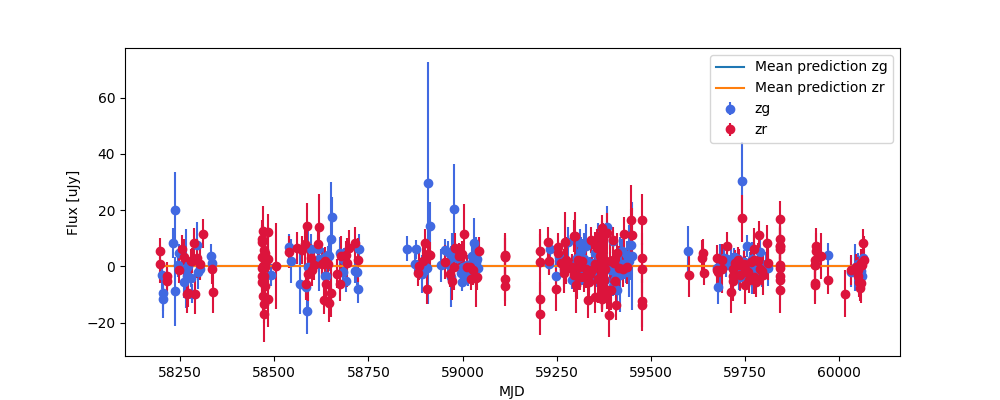 Mean prediction zg
Mean prediction zr
zg
zr
Flux [uJy]
60
40
20
0
−20
58250 58500 58750 59000 59250 59500 59750 60000
MJD